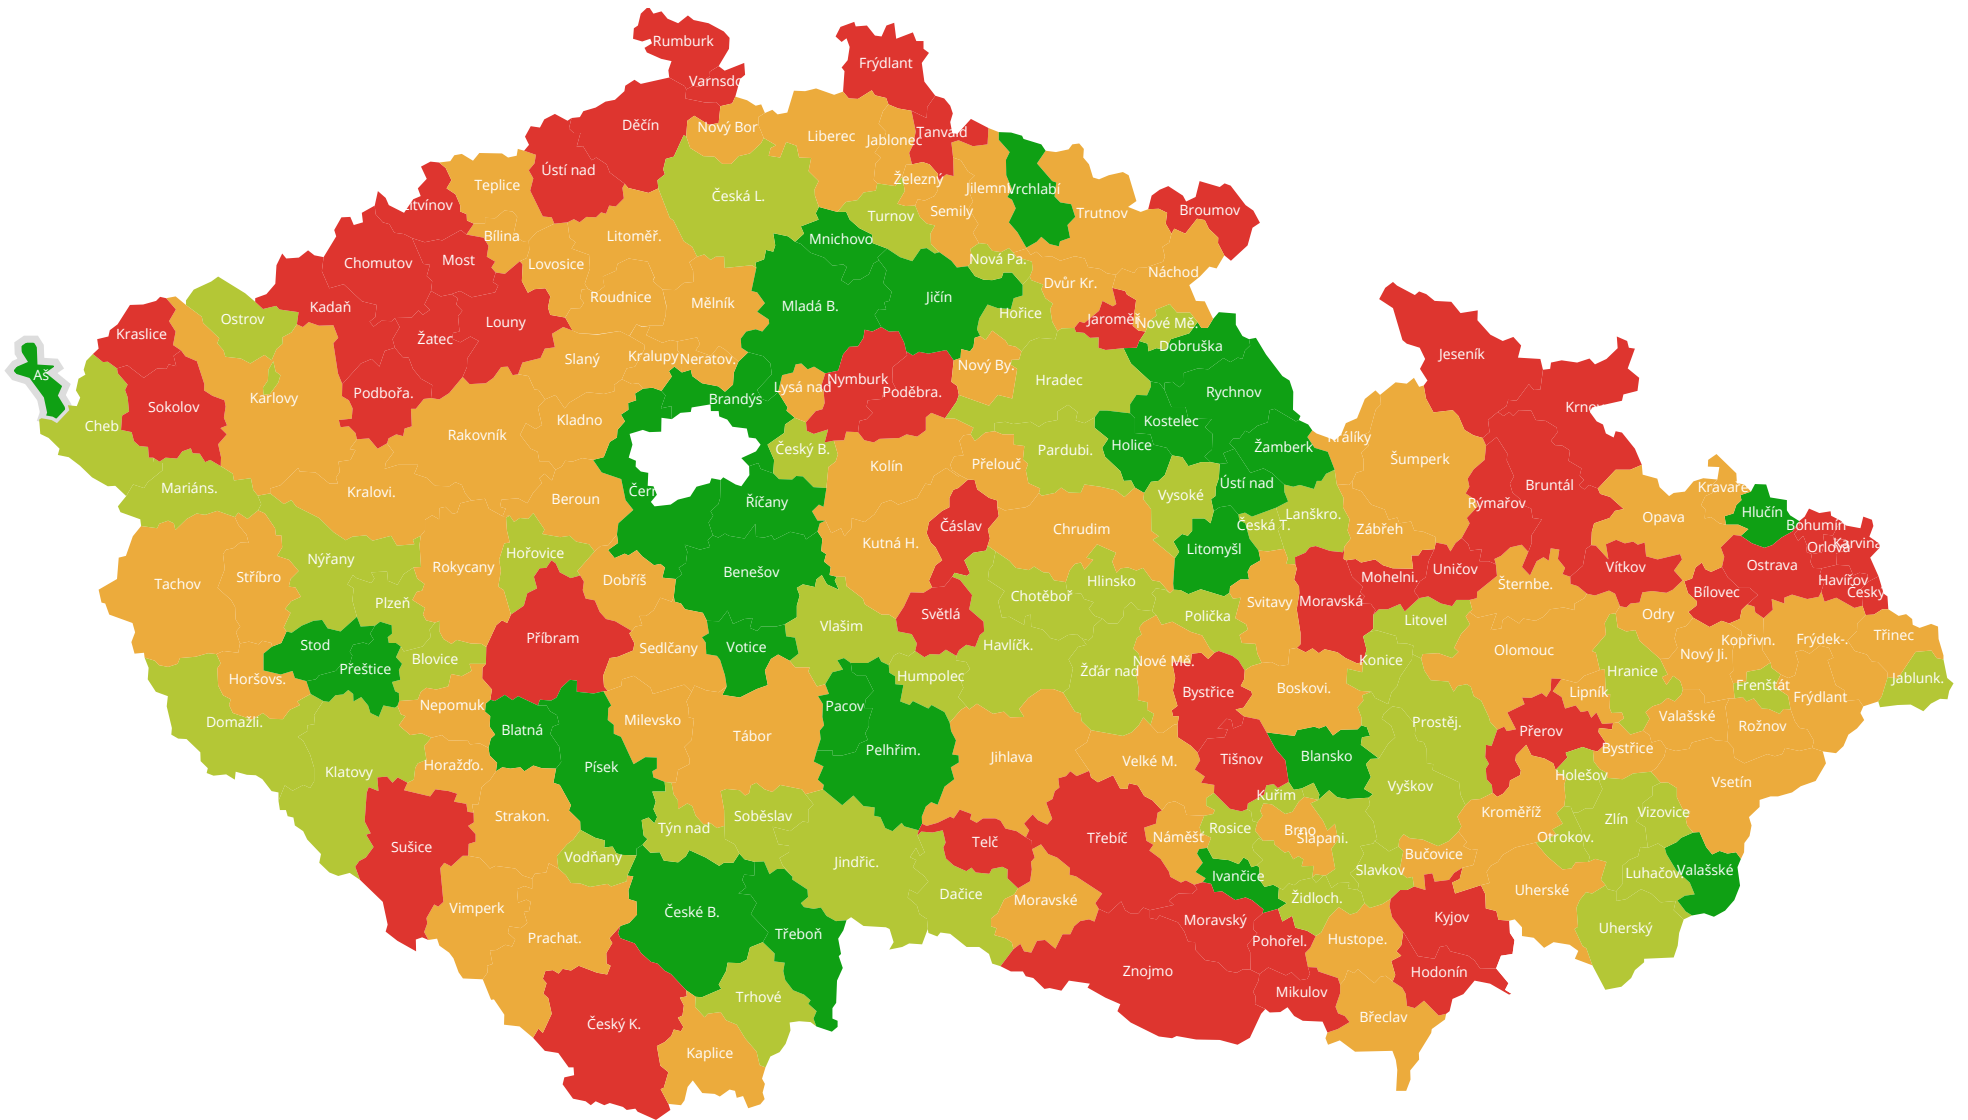 Rumburk
Frýdlant
Varnsdo
Děčín
Nový Bor
Liberec
Jablonec
Tanvald
Ústí nad
Teplice
Železný
Jilemni
Vrchlabí
Česká L.
Litvínov
Turnov
Semily
Trutnov
Broumov
Bílina
Litoměř.
Mnichovo
Chomutov
Most
Lovosice
Nová Pa.
Náchod
Dvůr Kr.
Kadaň
Roudnice
Mělník
Mladá B.
Jičín
Hořice
Jaroměř
Nové Mě.
Ostrov
Louny
Kraslice
Žatec
Dobruška
Slaný
Kralupy
Neratov.
Nový By.
Jeseník
Aš
Nymburk
Hradec
Lysá nad
Poděbra.
Rychnov
Podbořa.
Karlovy
Brandýs
Sokolov
Krnov
Cheb
Kladno
Kostelec
Rakovník
Králíky
Český B.
Pardubi.
Holice
Žamberk
Kolín
Přelouč
Šumperk
Mariáns.
Kralovi.
Beroun
Čern
Říčany
Vysoké
Ústí nad
Bruntál
Kravaře
Rýmařov
Hlučín
Lanškro.
Opava
Čáslav
Chrudim
Česká T.
Zábřeh
Bohumín
Kutná H.
Litomyšl
Orlová
Karviná
Nýřany
Hořovice
Rokycany
Benešov
Ostrava
Tachov
Stříbro
Dobříš
Hlinsko
Mohelni.
Uničov
Vítkov
Šternbe.
Havířov
Český
Bílovec
Plzeň
Chotěboř
Svitavy
Moravská
Světlá
Polička
Litovel
Odry
Vlašim
Příbram
Sedlčany
Votice
Stod
Havlíčk.
Kopřivn.
Frýdek-.
Třinec
Olomouc
Nový Ji.
Blovice
Přeštice
Nové Mě.
Konice
Žďár nad
Hranice
Horšovs.
Humpolec
Jablunk.
Frenštát
Boskovi.
Bystřice
Lipník
Frýdlant
Nepomuk
Pacov
Domažli.
Milevsko
Valašské
Prostěj.
Rožnov
Blatná
Přerov
Tábor
Pelhřim.
Bystřice
Jihlava
Velké M.
Tišnov
Blansko
Horažďo.
Písek
Klatovy
Holešov
Vsetín
Vyškov
Kuřim
Strakon.
Soběslav
Kroměříž
Vizovice
Zlín
Týn nad
Rosice
Brno
Šlapani.
Třebíč
Náměšť
Otrokov.
Telč
Sušice
Bučovice
Vodňany
Jindřic.
Slavkov
Luhačov.
Valašské
Ivančice
Uherské
Dačice
Židloch.
Moravské
Vimperk
České B.
Moravský
Kyjov
Uherský
Třeboň
Prachat.
Pohořel.
Hustope.
Znojmo
Hodonín
Mikulov
Trhové
Břeclav
Český K.
Kaplice